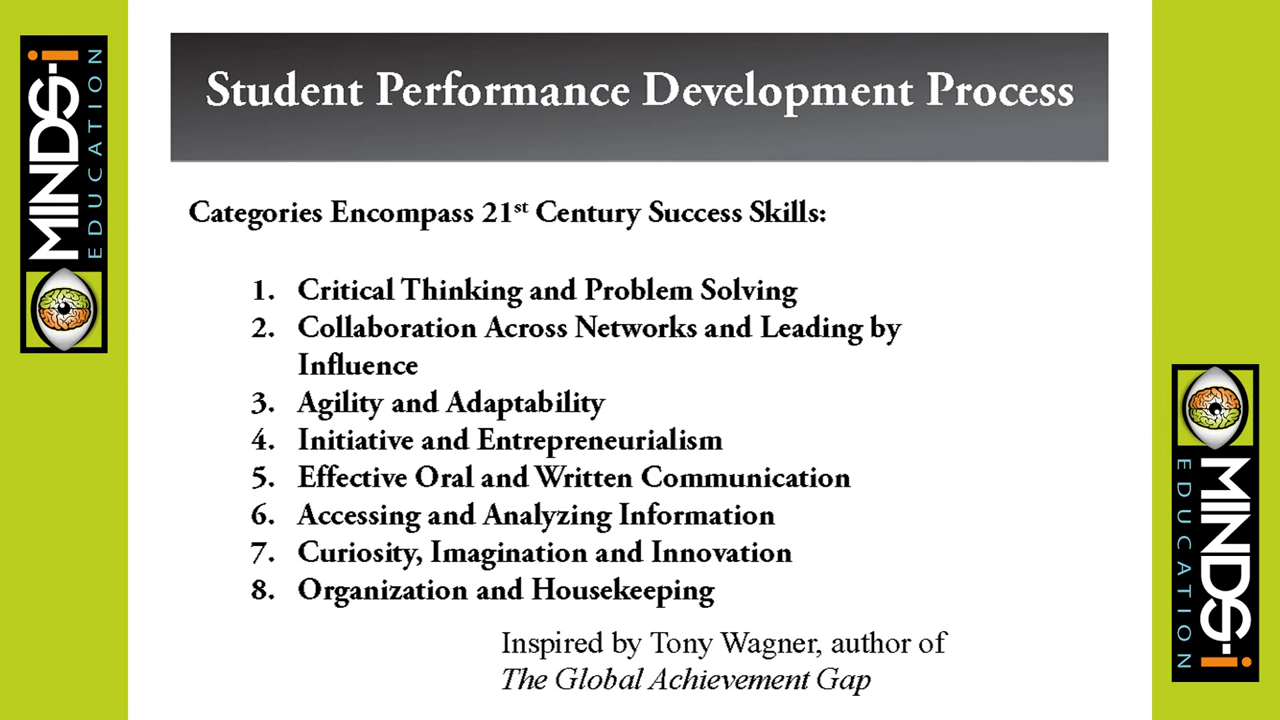 MINDS-i
EDUCATION
Student Performance Development Process
Categories Encompass 21st Century Success Skills:
1. Critical Thinking and Problem Solving
2. Collaboration Across Networks and Leading by
Influence
3. Agility and Adaptability
4. Initiative and Entrepreneurialism
5. Effective Oral and Written Communication
6. Accessing and Analyzing Information
7. Curiosity, Imagination and Innovation
8. Organization and Housekeeping
Inspired by Tony Wagner, author of
The Global Achievement Gap
MINDS-i
EDUCATION